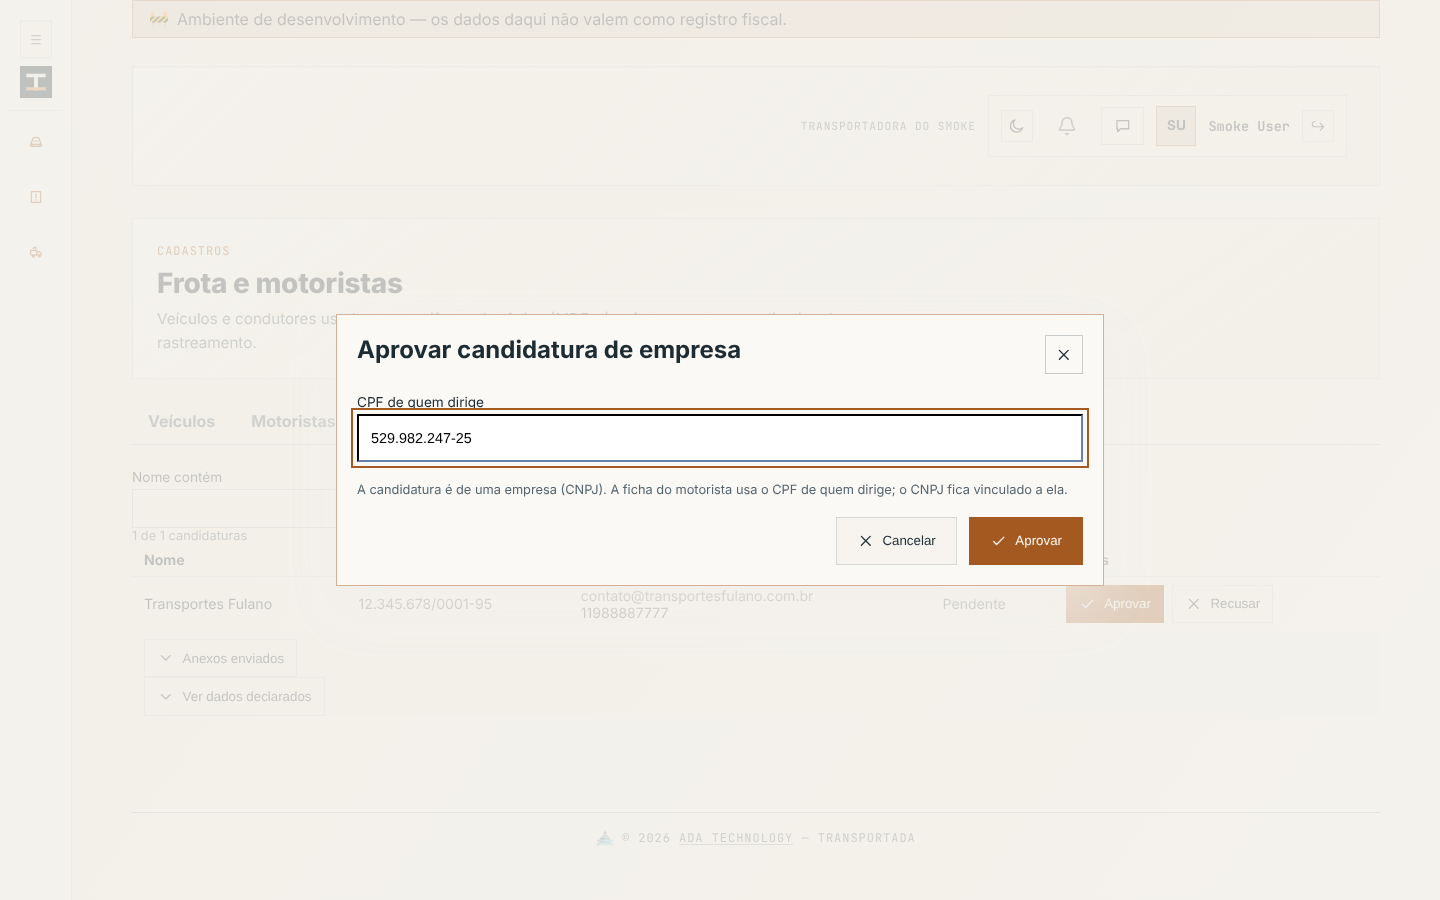 Ambiente de desenvolvimento — os dados daqui não valem como registro fiscal.
TRANSPORTADORA DO SMOKE
SU
Smoke User
CADASTROS
Frota e motoristas
Veículos e condutores
rastreamento.
Aprovar candidatura de empresa
CPF de quem dirige
529.982.247-25
A candidatura é de uma empresa (CNPJ). A ficha do motorista usa o CPF de quem dirige; o CNPJ fica vinculado a ela.
Cancelar
Aprovar
Veículos
Motoristas
Nome contém
1 de 1 candidaturas
Nome
Transportes Fulano
12.345.678/0001-95
contato@transportesfulano.com.br
11988887777
Pendente
Aprovar
Recusar
Anexos enviados
Ver dados declarados
© 2026 ADA TECHNOLOGY — TRANSPORTADA